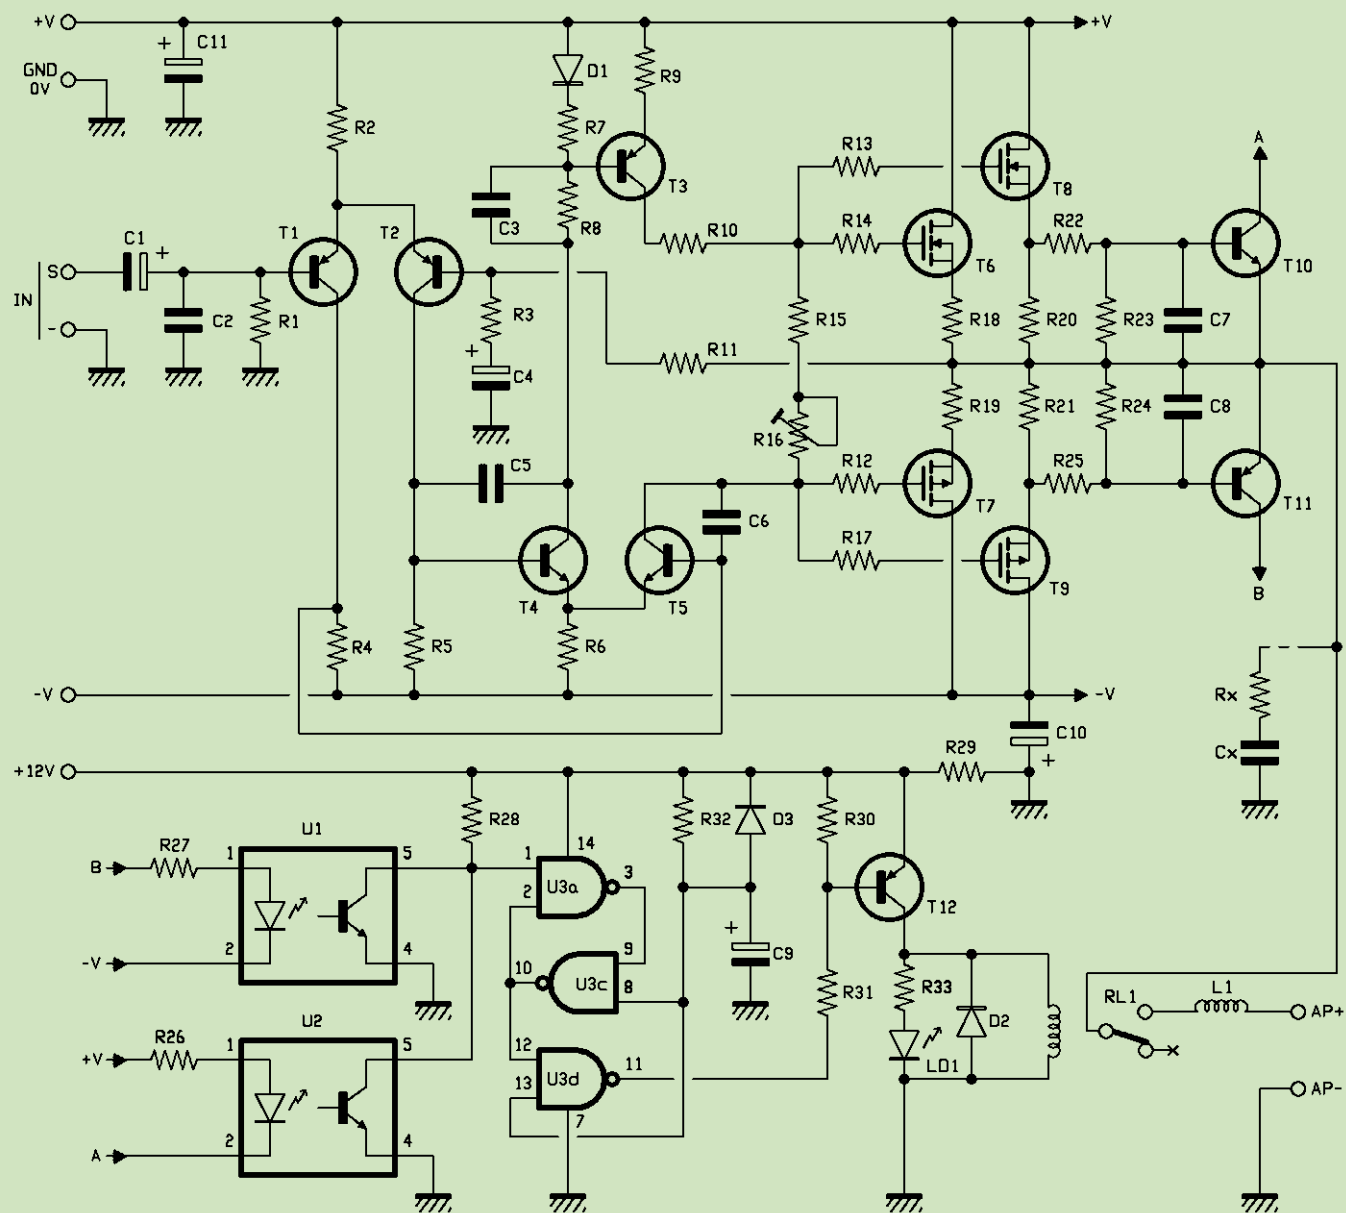 +V
+V
+
C11
GND
0V
D1
R9
R2
R7
R13
A
T3
T8
C3
R8
R10
R14
R22
C1
+
T1
T2
T6
T10
S
IN
-
C2
R1
R3
R15
R18
R20
R23
C7
+
C4
R11
R19
R21
R24
C8
R16
C5
R12
R25
T7
T11
C6
R17
T4
T5
T9
B
R4
R5
R6
-V
-V
Rx
C10
+
Cx
+12V
R29
U1
R28
R32
D3
R30
B
R27
1
5
1
14
3
2
U3a
T12
-V
2
4
10
9
+
C9
U3c
8
R31
R33
L1
RL1
AP+
U2
D2
+V
R26
1
5
12
11
U3d
LD1
13
7
AP-
A
2
4